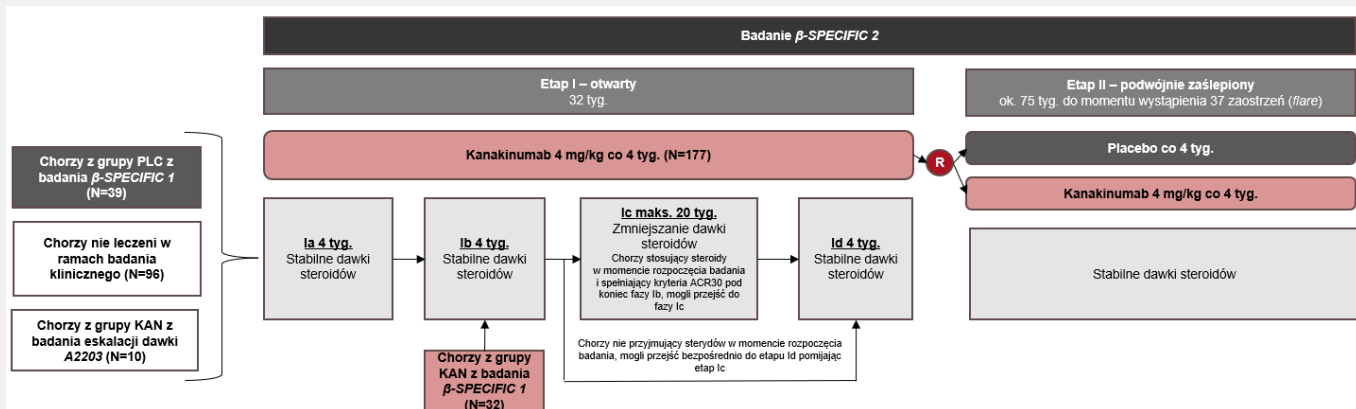 Badanie β-SPECIFIC 2
Etap I – otwarty
32 tyg.
Etap II – podwójnie zaślepiony
ok. 75 tyg. do momentu wystąpienia 37 zaostrzeń (flare)
Kanakinumab 4 mg/kg co 4 tyg. (N=177)
R
Placebo co 4 tyg.
Kanakinumab 4 mg/kg co 4 tyg.
Chorzy z grupy PLC z
badania β-SPECIFIC 1
(N=39)
Chorzy nie leczeni w
ramach badania
klinicznego (N=96)
Chorzy z grupy KAN z
badania eskalacji dawki
A2203 (N=10)
Ia 4 tyg.
Stabilne dawki
steroidów
Ib 4 tyg.
Stabilne dawki
steroidów
Ic maks. 20 tyg.
Zmniejszanie dawki
steroidów
Chorzy stosujący steroidy
w momencie rozpoczęcia badania
i spełniający kryteria ACR30 pod
koniec fazy Ib, mogli przejść do
fazy Ic
Id 4 tyg.
Stabilne dawki
steroidów
Stabilne dawki steroidów
Chorzy nie przyjmujący sterydów w momencie rozpoczęcia
badania, mogli przejść bezpośrednio do etapu Id pomijając
etap Ic
Chorzy z grupy
KAN z badania
β-SPECIFIC 1
(N=32)